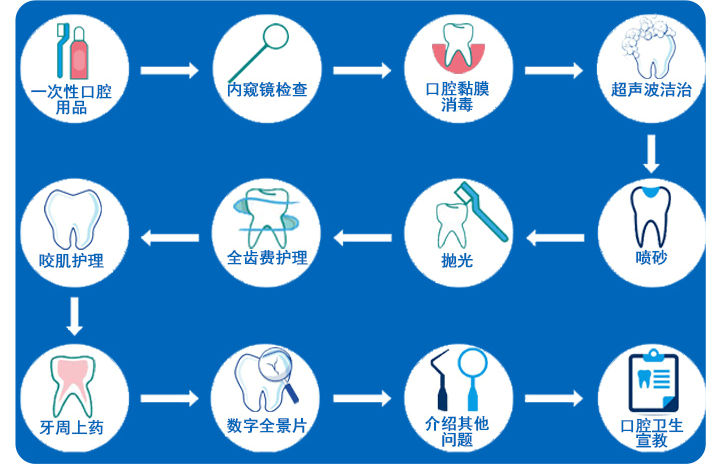 一次性口腔
用品
内窥镜检查
口腔黏膜
消毒
超声波洁治
咬肌护理
全齿费护理
抛光
喷砂
牙周上药
数字全景片
介绍其他
问题
口腔卫生
宣教